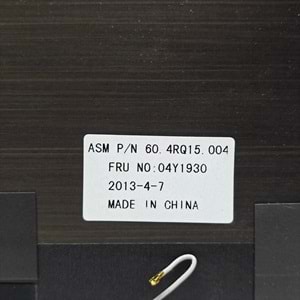 ASM P/N 60.4RQ15.004
FRU NO:04Y1930
2013-4-7
MADE IN CHINA